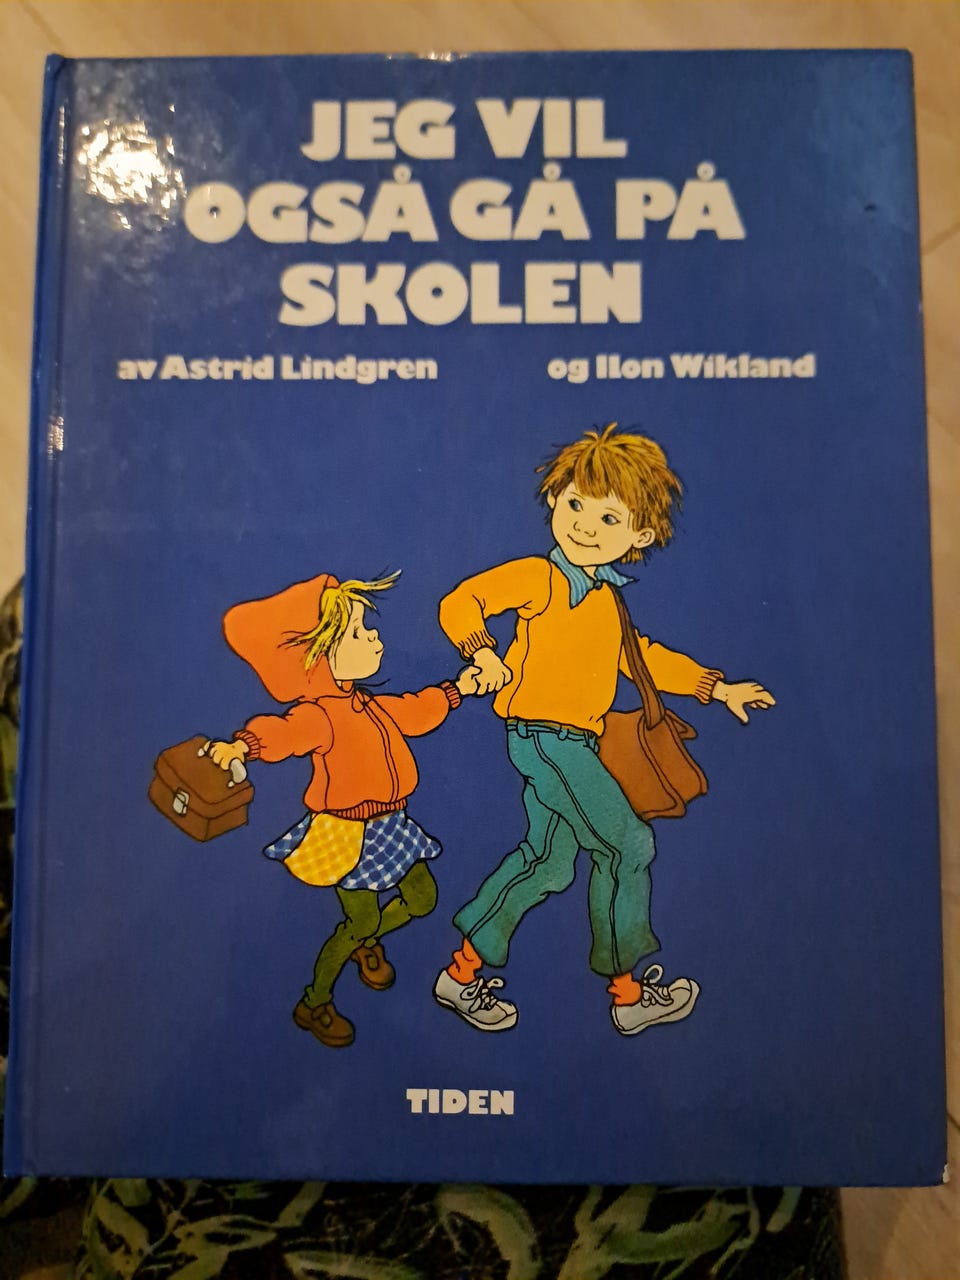 JEG VIL
OGSÅ GÅ PÅ
SKOLEN
av Astrid Lindgren og Ilon Wikland
TIDEN